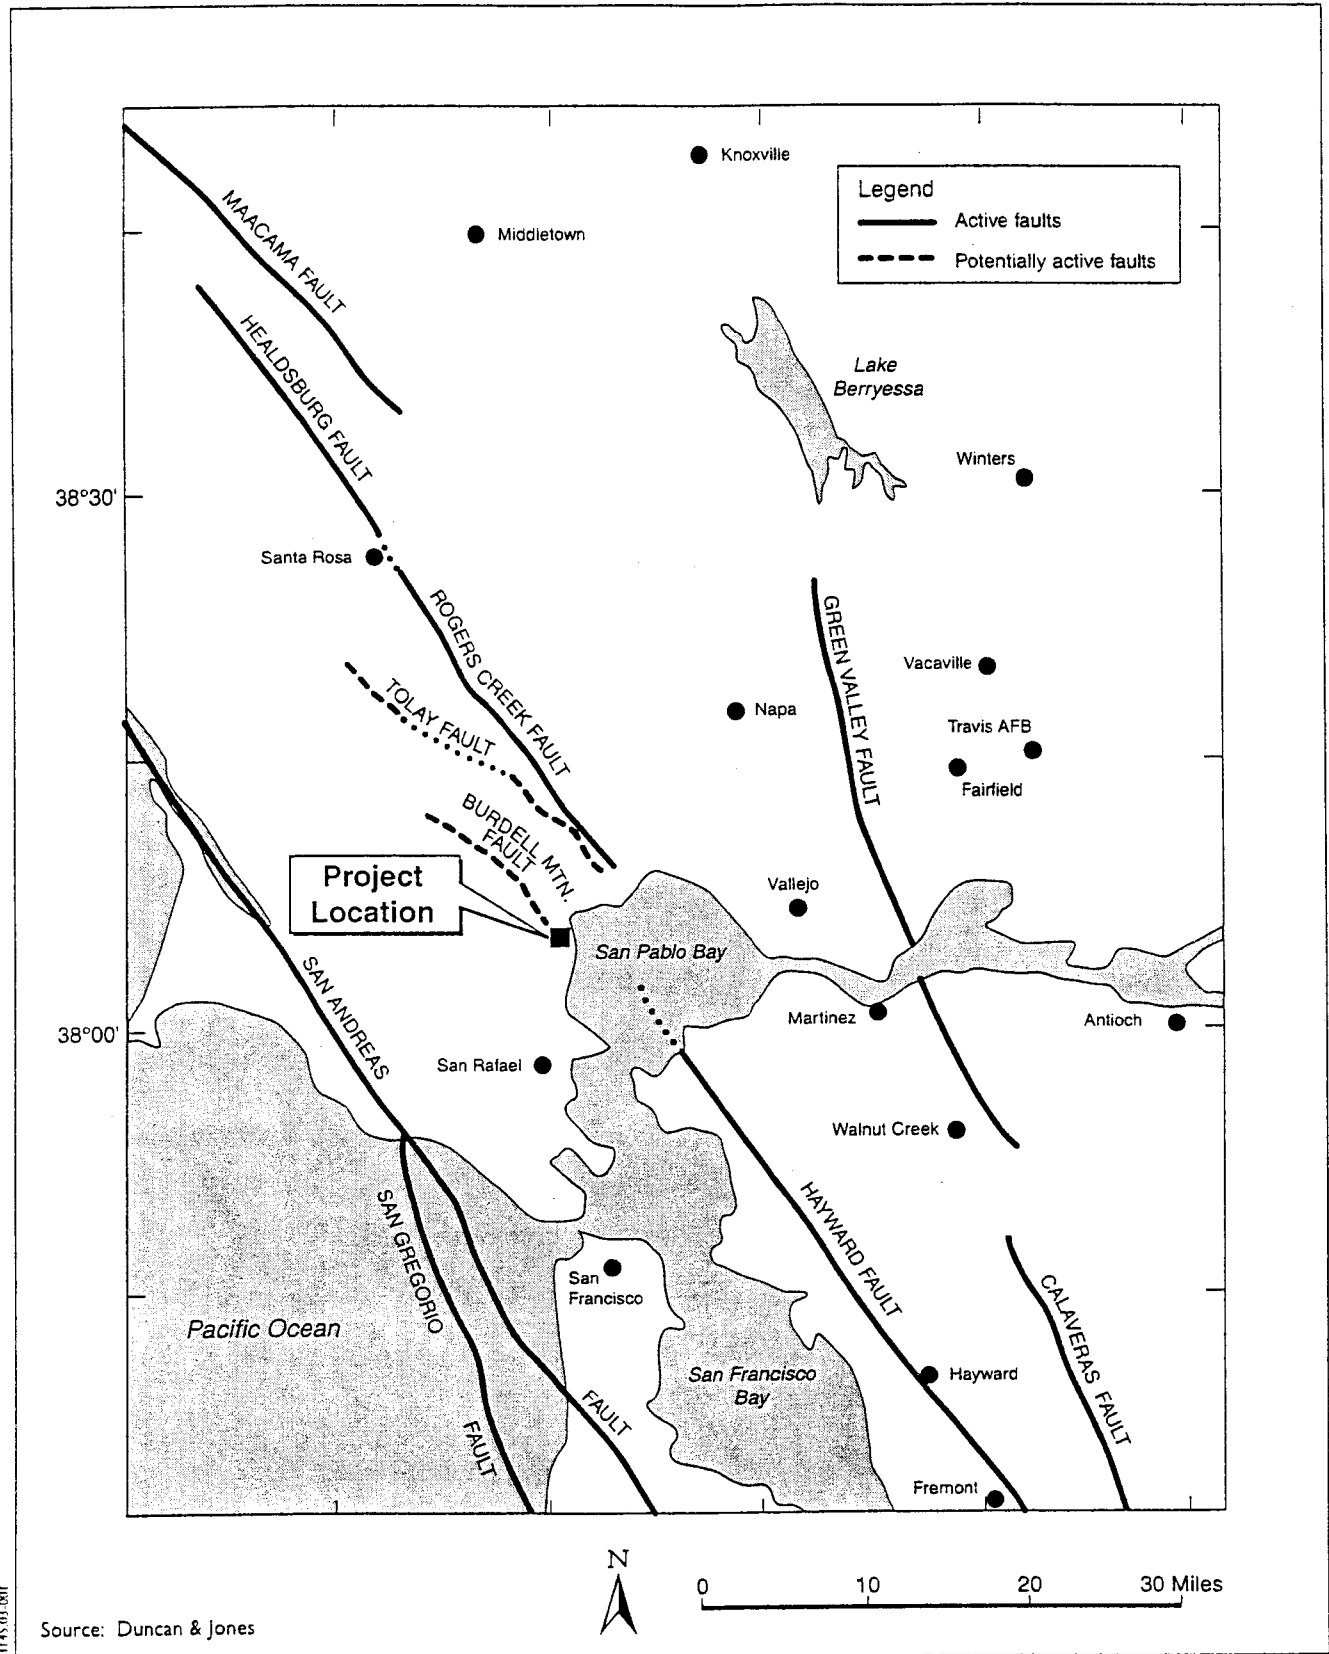 Knoxville
Legend
Active faults
Potentially active faults
MAACAMA FAULT
Middletown
HEALDSBURG FAULT
Lake
Berryessa
Winters
38°30'
Santa Rosa
ROGERS CREEK FAULT
GREEN VALLEY FAULT
Vacaville
TOLAY FAULT
Napa
Travis AFB
Fairfield
BURDELL MTN.
FAULT
Project
Location
Vallejo
San Pablo Bay
SAN ANDREAS
Martinez
Antioch
38°00'
San Rafael
Walnut Creek
SAN GREGORIO
HAYWARD FAULT
San
Francisco
CALAVERAS FAULT
Pacific Ocean
San Francisco
Bay
Hayward
FAULT
FAULT
Fremont
N
0 10 20 30 Miles
Source: Duncan & Jones